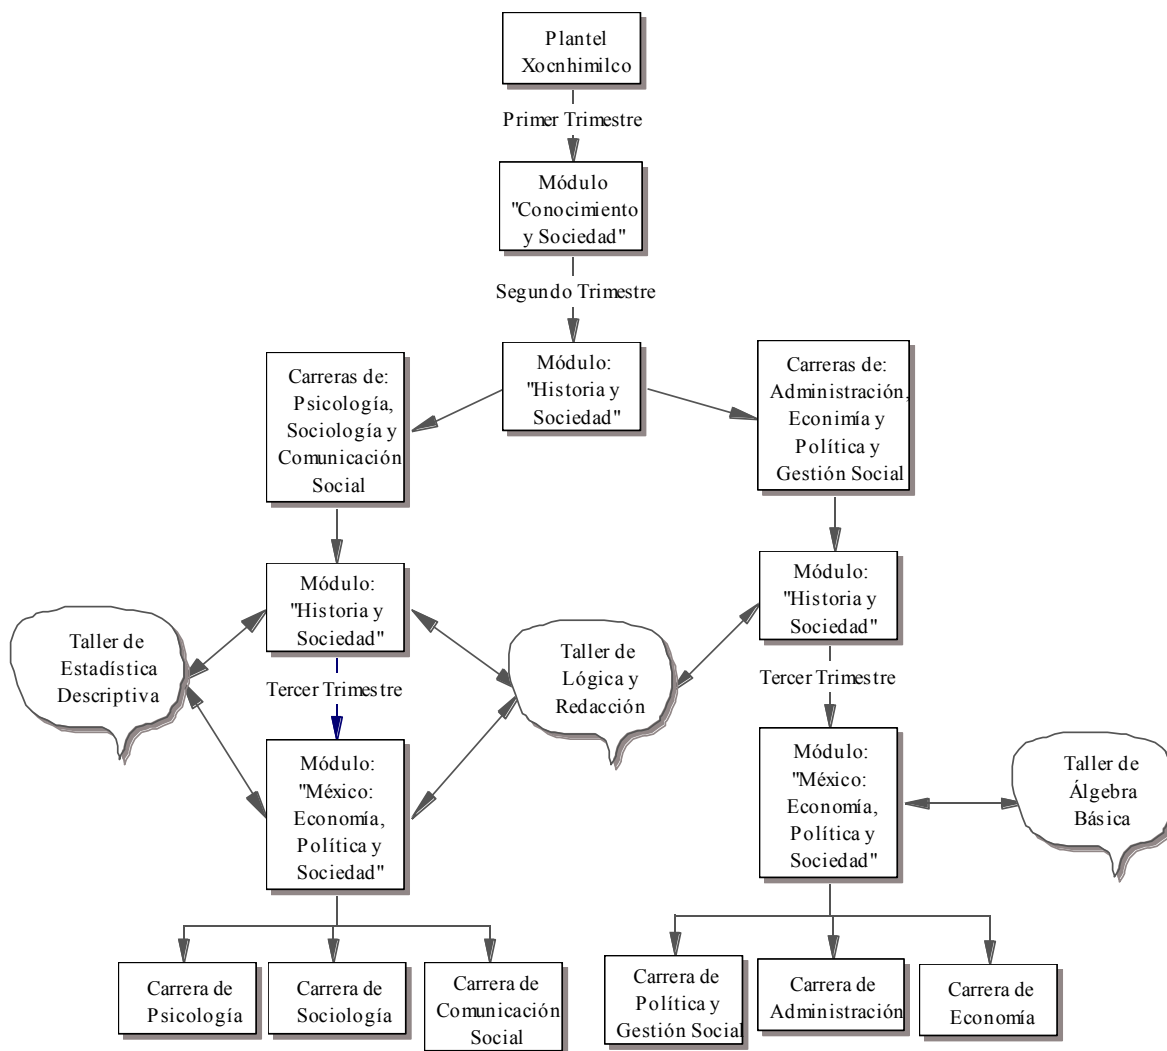 Plantel
Xocnhimilco
Primer Trimestre
Módulo
"Conocimiento
y Sociedad"
Segundo Trimestre
Módulo:
"Historia y
Sociedad"
Carreras de:
Psicología,
Sociología y
Comunicación
Social
Carreras de:
Administración,
Econimía y
Política y
Gestión Social
Módulo:
"Historia y
Sociedad"
Módulo:
"Historia y
Sociedad"
Taller de
Estadística
Descriptiva
Taller de
Lógica y
Redacción
Tercer Trimestre
Tercer Trimestre
Módulo:
"México:
Economía,
Política y
Sociedad"
Módulo:
"México:
Economía,
Política y
Sociedad"
Taller de
Álgebra
Básica
Carrera de
Psicología
Carrera de
Sociología
Carrera de
Comunicación
Social
Carrera de
Política y
Gestión Social
Carrera de
Administración
Carrera de
Economía